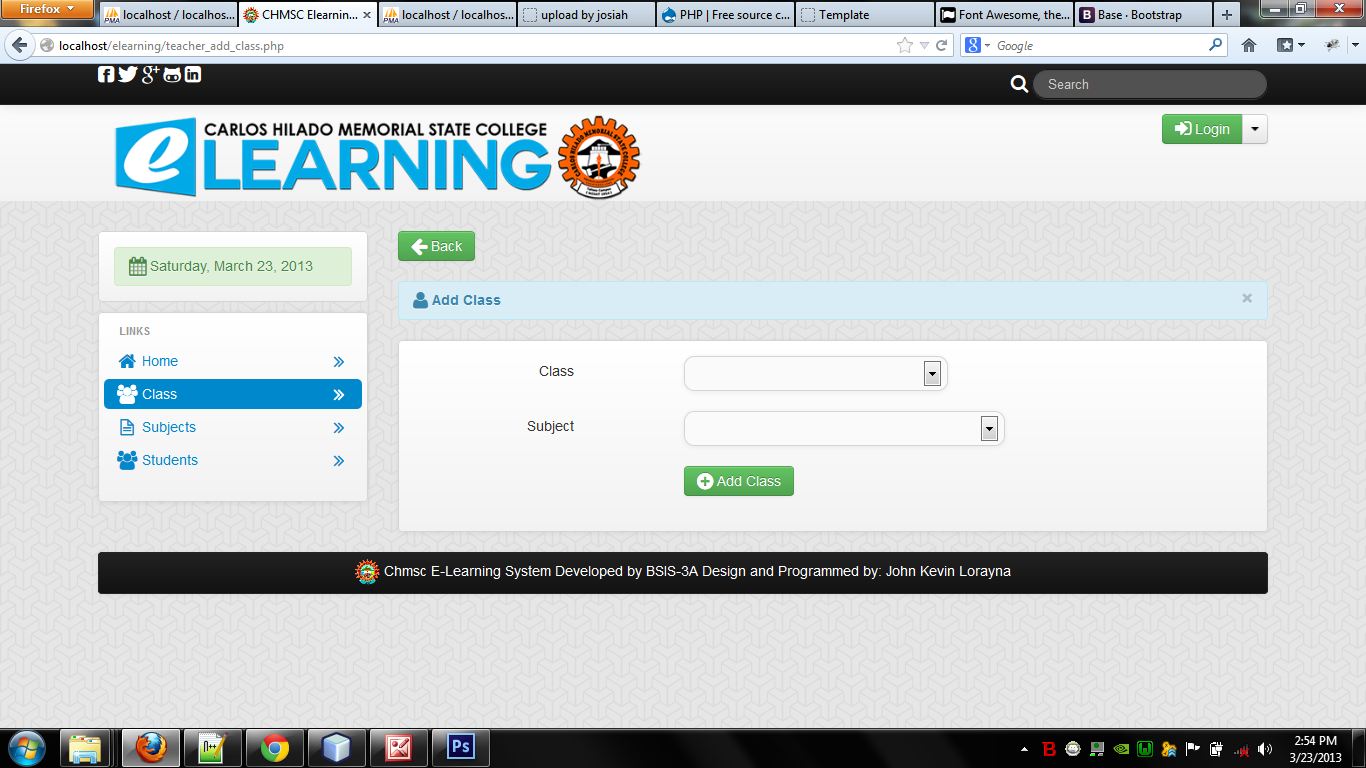 Firefox
localhost / localhos...
CHMSC Elearnin...
localhost / localhos...
upload by josiah
PHP | Free source c...
Template
Font Awesome, the...
Base · Bootstrap
localhost/elearning/teacher_add_class.php
Google
Search
CARLOS HILADO MEMORIAL STATE COLLEGE
eLEARNING
Login
Saturday, March 23, 2013
Back
Add Class
LINKS
Home
Class
Subjects
Students
Class
Subject
Add Class
Chmsc E-Learning System Developed by BSIS-3A Design and Programmed by: John Kevin Lorayna
2:54 PM
3/23/2013